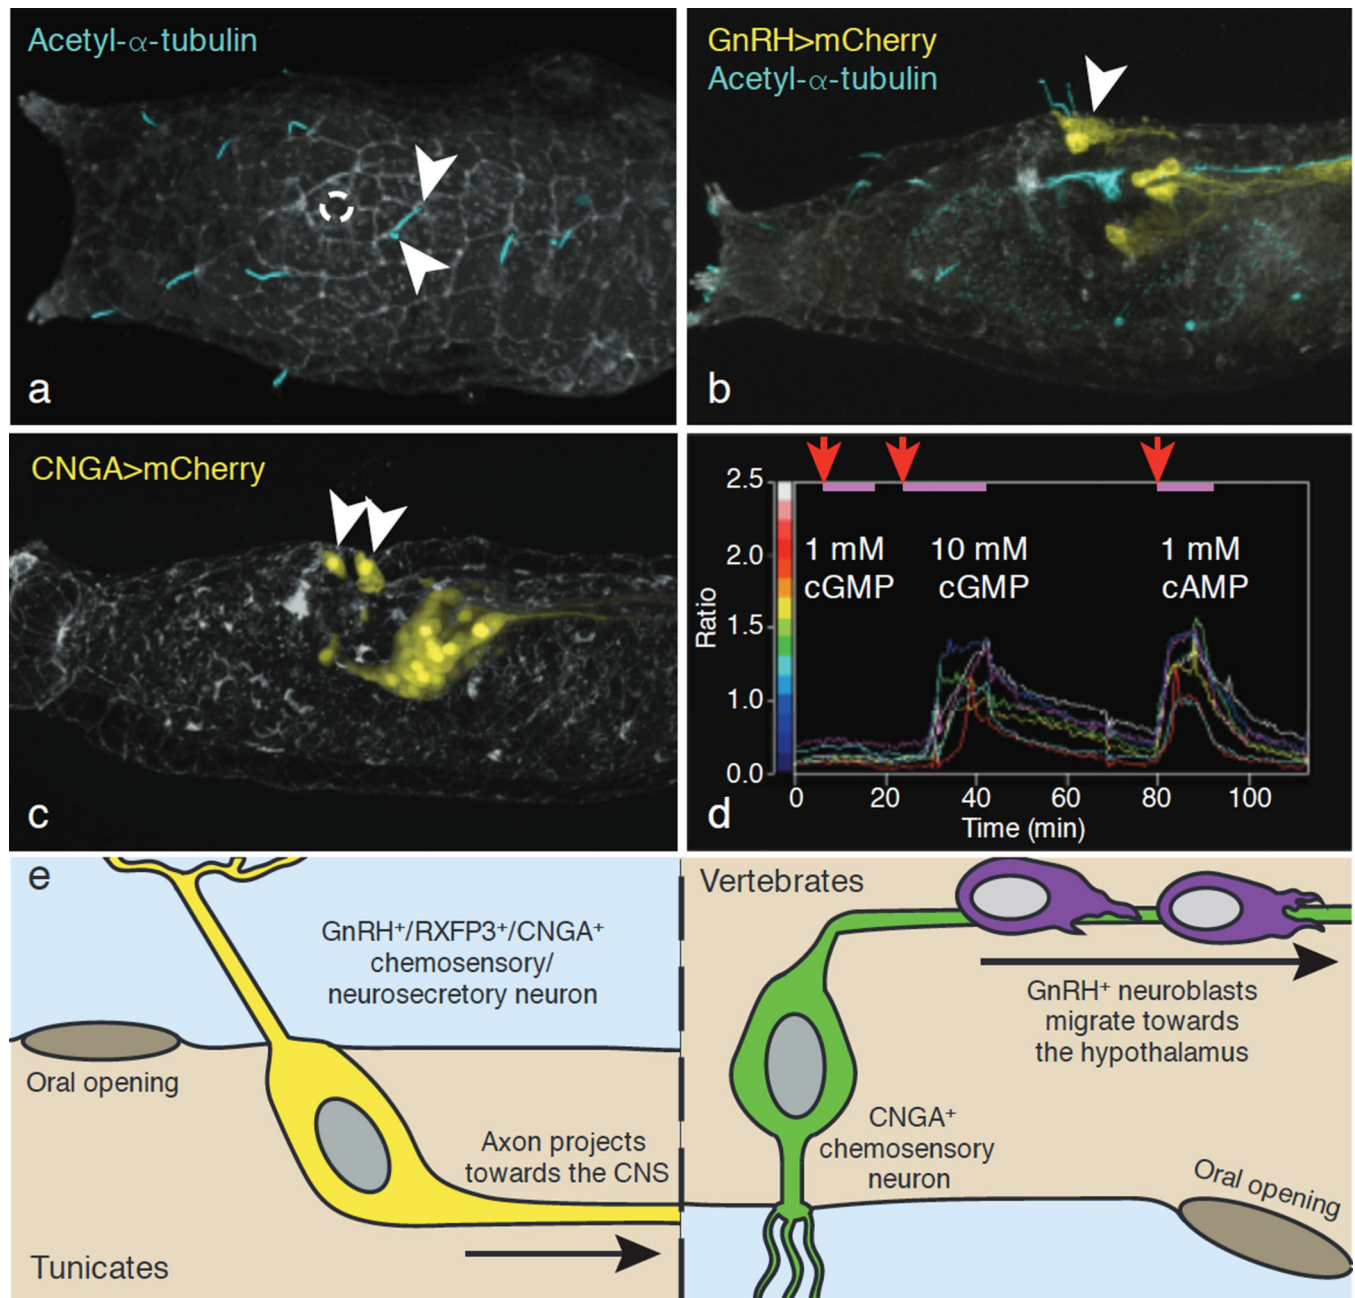 Acetyl-α-tubulin
a
GnRH>mCherry
Acetyl-α-tubulin
b
CNGA>mCherry
c
2.5
2.0
1.5
1.0
0.0
Ratio
1 mM
cGMP
10 mM
cGMP
1 mM
cAMP
0
20
40
60
80
100
Time (min)
d
e
GnRH⁺/RXFP3⁺/CNGA⁺
chemosensory/
neurosecretory neuron
Oral opening
Axon projects
towards the CNS
Tunicates
Vertebrates
GnRH⁺ neuroblasts
migrate towards
the hypothalamus
CNGA⁺
chemosensory
neuron
Oral opening